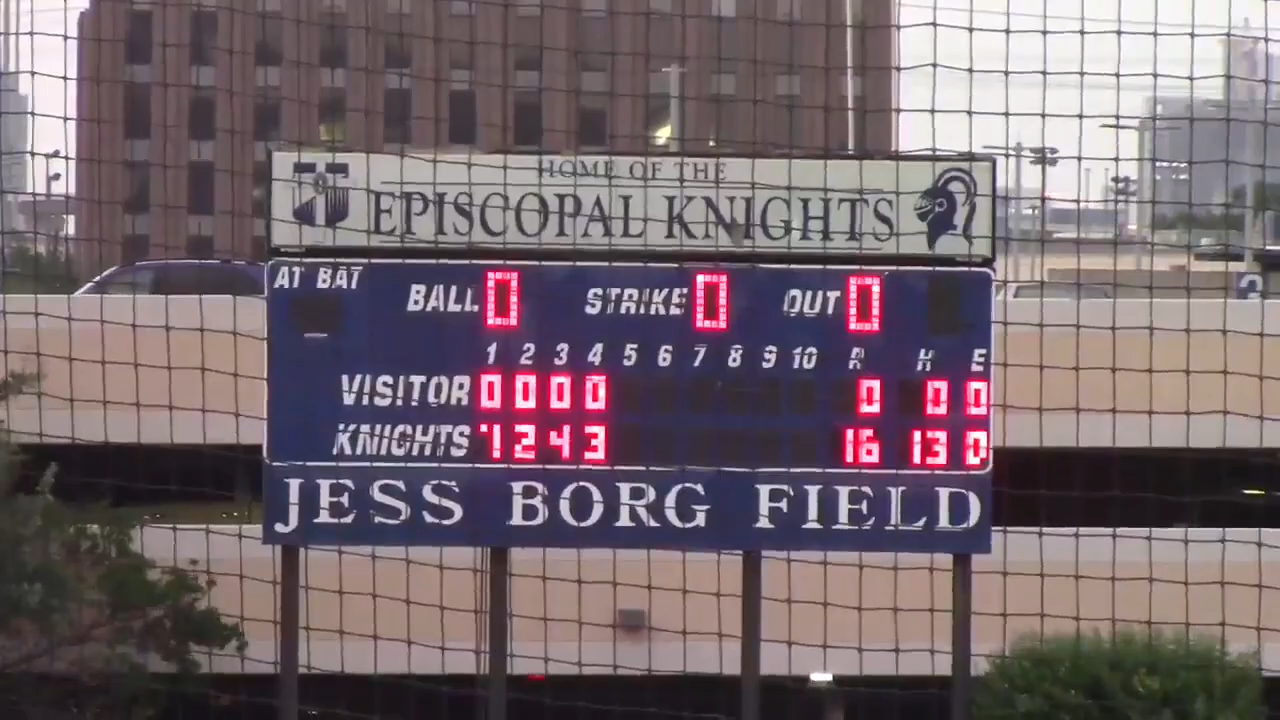 HOME OF THE
EPISCOPAL KNIGHTS
AT BAT
BALL 0 STRIKE 0 OUT 0
1 2 3 4 5 6 7 8 9 10 R H E
VISITOR 0 0 0 0 0 0 0
KNIGHTS 7 2 4 3 16 13 0
JESS BORG FIELD
3